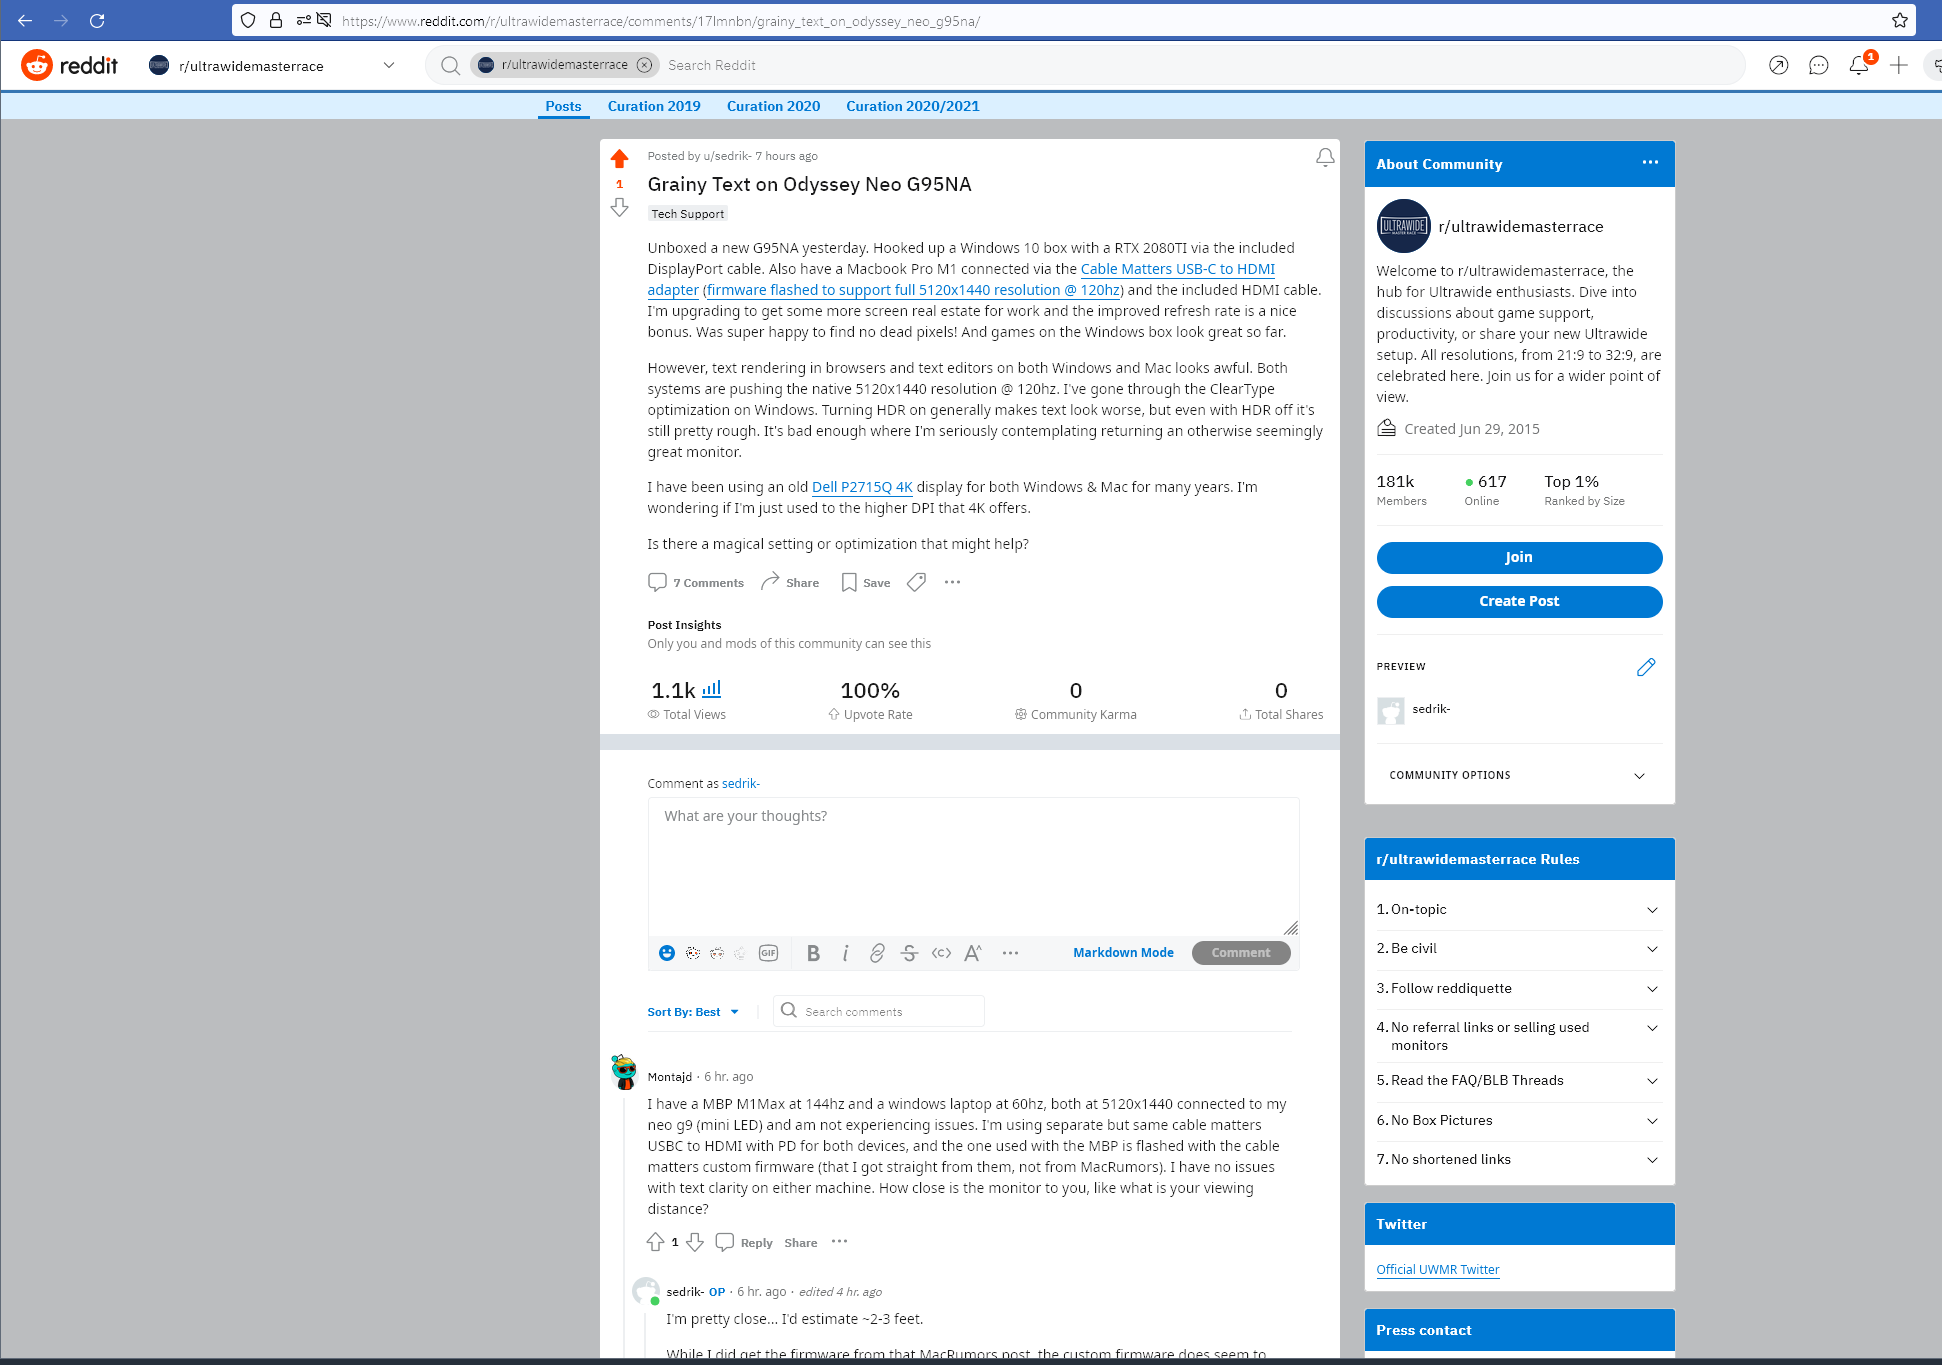 https://www.reddit.com/r/ultrawidemasterrace/comments/17lmnbn/grainy_text_on_odyssey_neo_g95na/
reddit
r/ultrawidemasterrace
r/ultrawidemasterrace
Search Reddit
1
Posts
Curation 2019
Curation 2020
Curation 2020/2021
1
Posted by u/sedrik- 7 hours ago
Grainy Text on Odyssey Neo G95NA
Tech Support
Unboxed a new G95NA yesterday. Hooked up a Windows 10 box with a RTX 2080TI via the included
DisplayPort cable. Also have a Macbook Pro M1 connected via the Cable Matters USB-C to HDMI
adapter (firmware flashed to support full 5120x1440 resolution @ 120hz) and the included HDMI cable.
I'm upgrading to get some more screen real estate for work and the improved refresh rate is a nice
bonus. Was super happy to find no dead pixels! And games on the Windows box look great so far.
However, text rendering in browsers and text editors on both Windows and Mac looks awful. Both
systems are pushing the native 5120x1440 resolution @ 120hz. I've gone through the ClearType
optimization on Windows. Turning HDR on generally makes text look worse, but even with HDR off it's
still pretty rough. It's bad enough where I'm seriously contemplating returning an otherwise seemingly
great monitor.
I have been using an old Dell P2715Q 4K display for both Windows & Mac for many years. I'm
wondering if I'm just used to the higher DPI that 4K offers.
Is there a magical setting or optimization that might help?
7 Comments
Share
Save
Post Insights
Only you and mods of this community can see this
1.1k
Total Views
100%
Upvote Rate
0
Community Karma
0
Total Shares
Comment as sedrik-
What are your thoughts?
GIF
B
i
Markdown Mode
Comment
Sort By: Best
Search comments
Montajd · 6 hr. ago
I have a MBP M1Max at 144hz and a windows laptop at 60hz, both at 5120x1440 connected to my
neo g9 (mini LED) and am not experiencing issues. I'm using separate but same cable matters
USBC to HDMI with PD for both devices, and the one used with the MBP is flashed with the cable
matters custom firmware (that I got straight from them, not from MacRumors). I have no issues
with text clarity on either machine. How close is the monitor to you, like what is your viewing
distance?
1
Reply
Share
sedrik- OP · 6 hr. ago · edited 4 hr. ago
I'm pretty close... I'd estimate ~2-3 feet.
While I did get the firmware from that MacRumors post, the custom firmware does seem to
About Community
ULTRAWIDE
MASTER RACE
r/ultrawidemasterrace
Welcome to r/ultrawidemasterrace, the
hub for Ultrawide enthusiasts. Dive into
discussions about game support,
productivity, or share your new Ultrawide
setup. All resolutions, from 21:9 to 32:9, are
celebrated here. Join us for a wider point of
view.
Created Jun 29, 2015
181k
Members
617
Online
Top 1%
Ranked by Size
Join
Create Post
PREVIEW
sedrik-
COMMUNITY OPTIONS
r/ultrawidemasterrace Rules
1. On-topic
2. Be civil
3. Follow reddiquette
4. No referral links or selling used
monitors
5. Read the FAQ/BLB Threads
6. No Box Pictures
7. No shortened links
Twitter
Official UWMR Twitter
Press contact